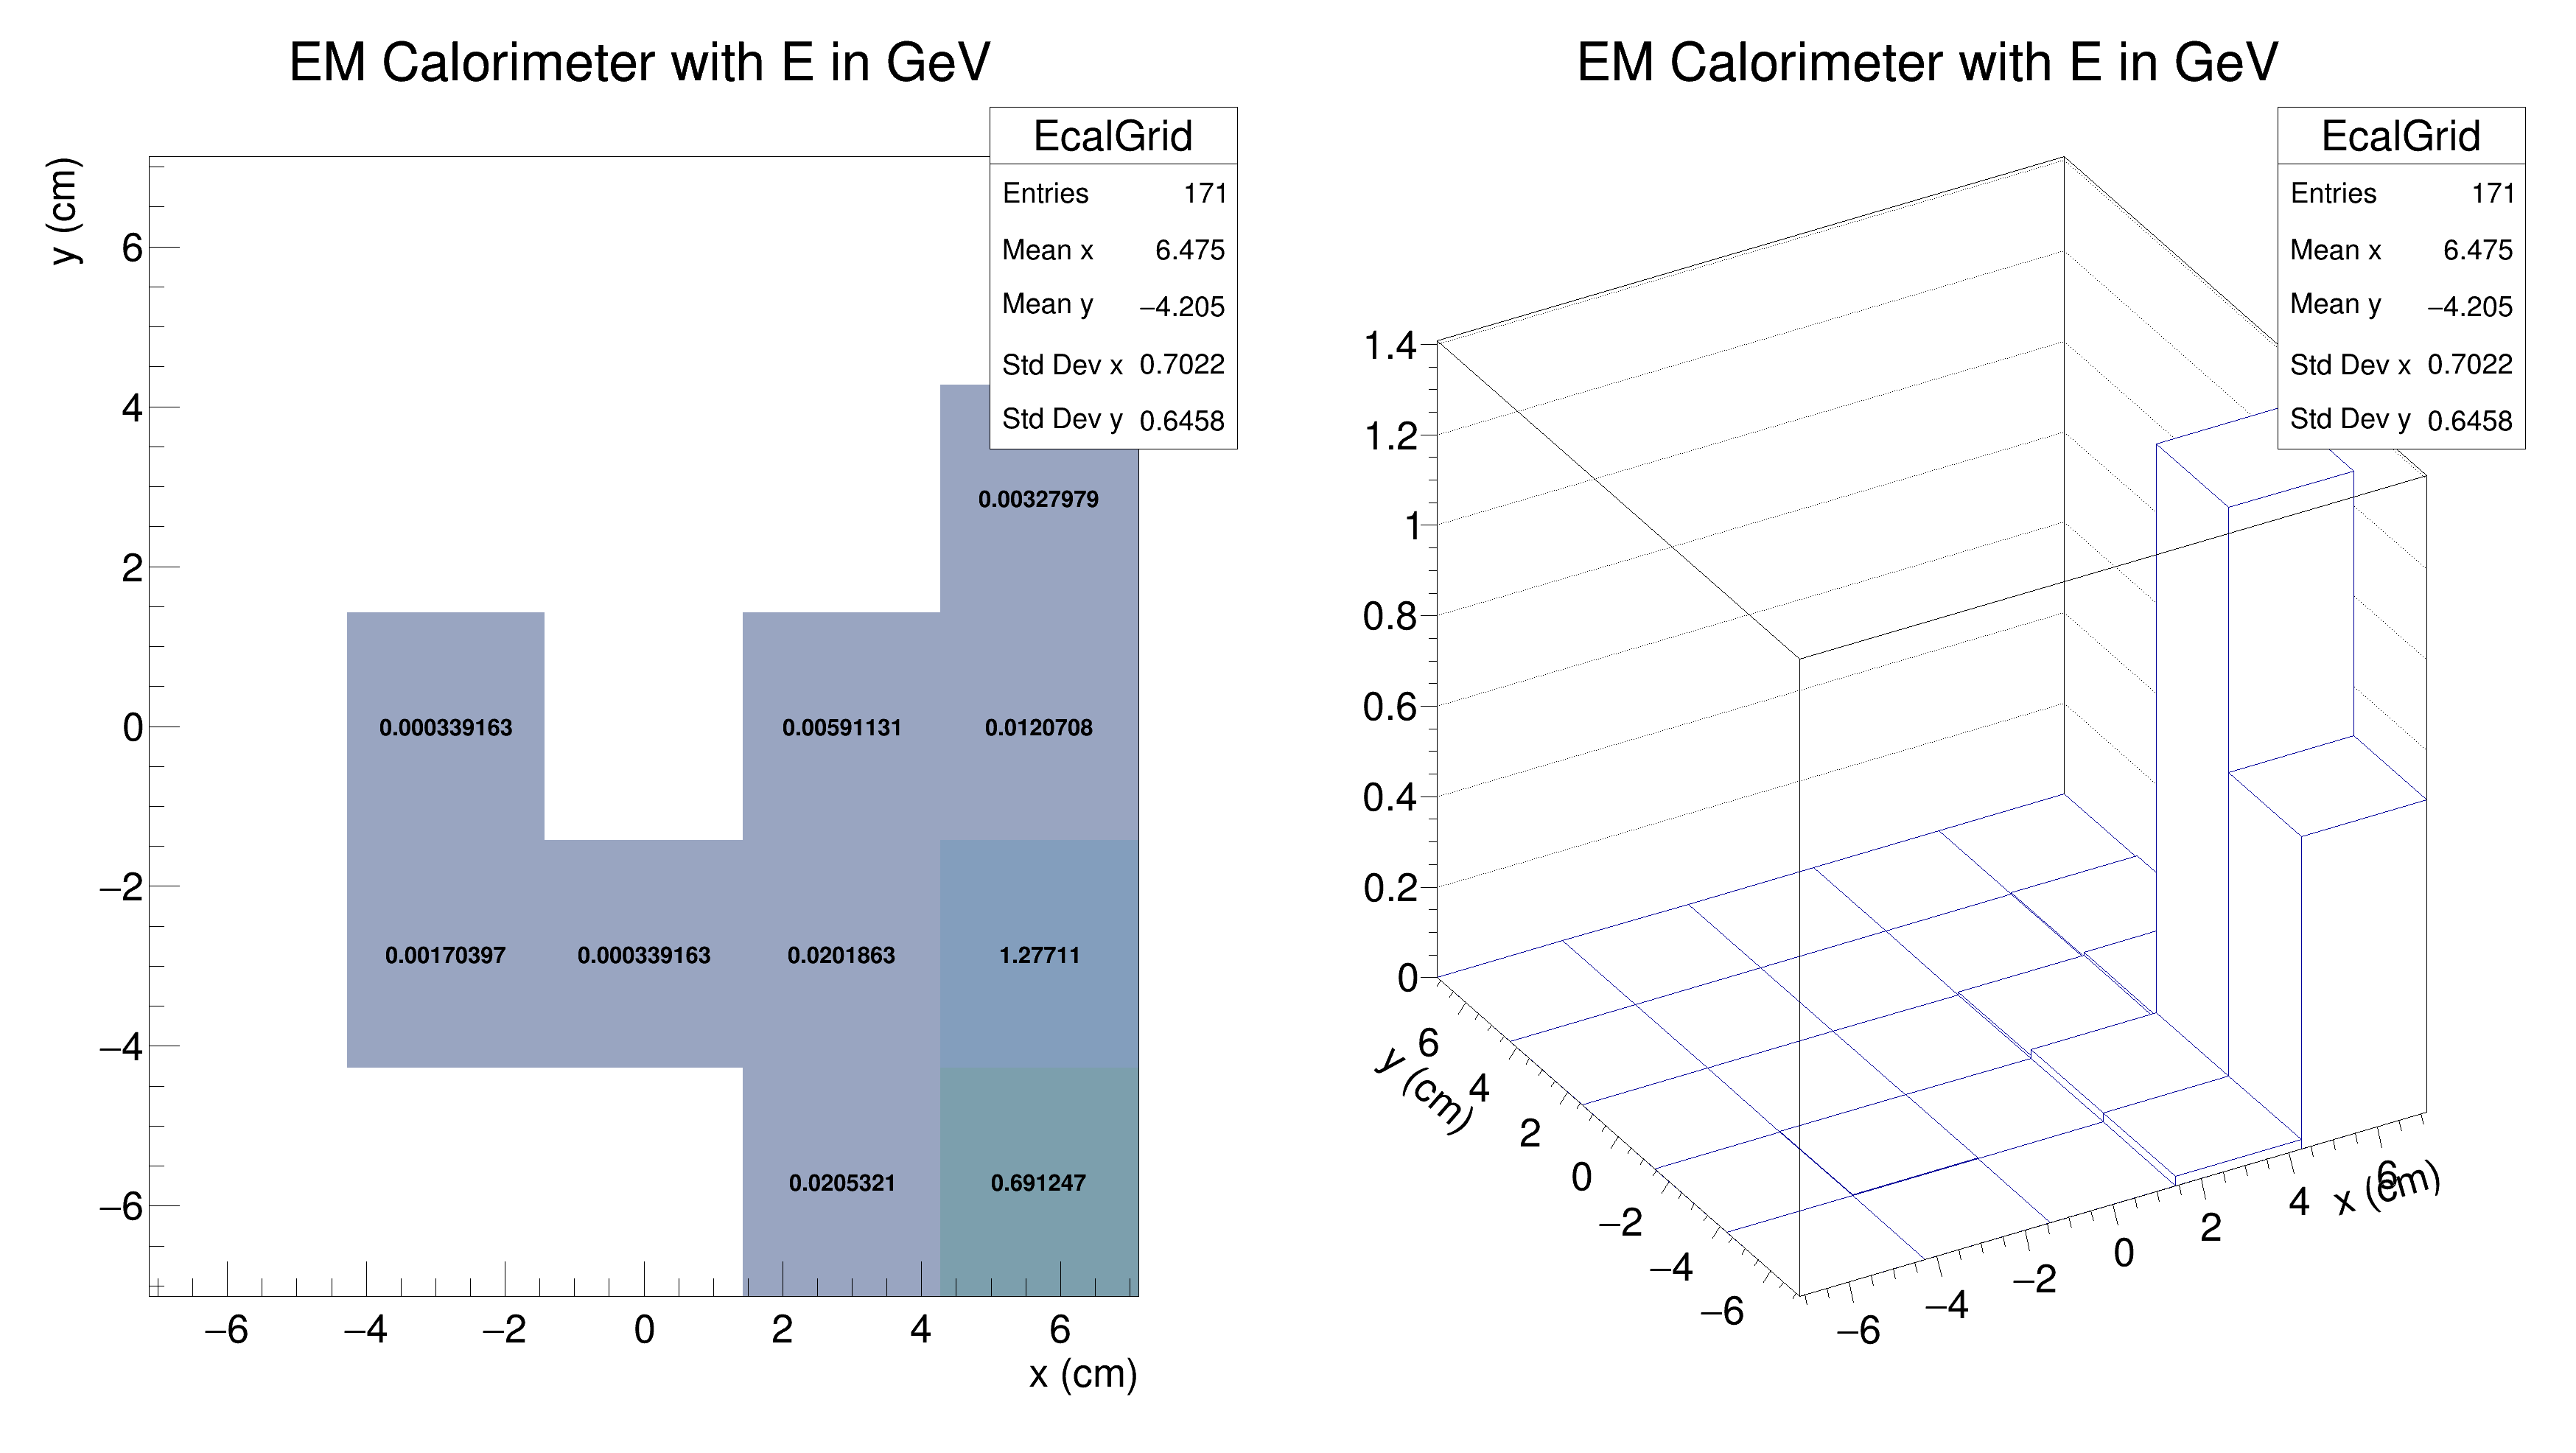 EM Calorimeter with E in GeV
EcalGrid
Entries 171
Mean x 6.475
Mean y −4.205
Std Dev x 0.7022
Std Dev y 0.6458
y (cm)
6
4
2
0
−2
−4
−6
0.00327979
0.000339163 0.00591131 0.0120708
0.00170397 0.000339163 0.0201863 1.27711
0.0205321 0.691247
−6 −4 −2 0 2 4 6
x (cm)
EM Calorimeter with E in GeV
EcalGrid
Entries 171
Mean x 6.475
Mean y −4.205
Std Dev x 0.7022
Std Dev y 0.6458
1.4
1.2
1
0.8
0.6
0.4
0.2
0
y (cm)
6
4
2
0
−2
−4
−6
−6
−4
−2
0
2
4
6
x (cm)